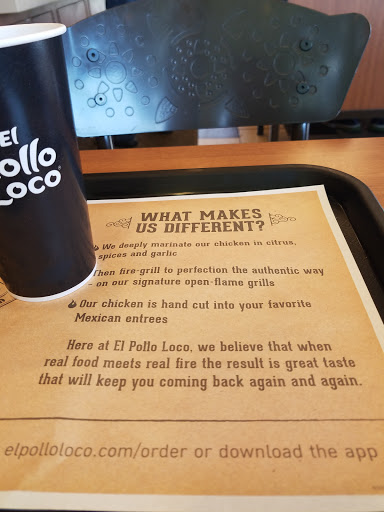 El
Pollo
Loco
WHAT MAKES
US DIFFERENT?
We deeply marinate our chicken in citrus,
spices and garlic
Then fire-grill to perfection the authentic way
- on our signature open-flame grills
Our chicken is hand cut into your favorite
Mexican entrees
Here at El Pollo Loco, we believe that when
real food meets real fire the result is great taste
that will keep you coming back again and again.
elpolloloco.com/order or download the app